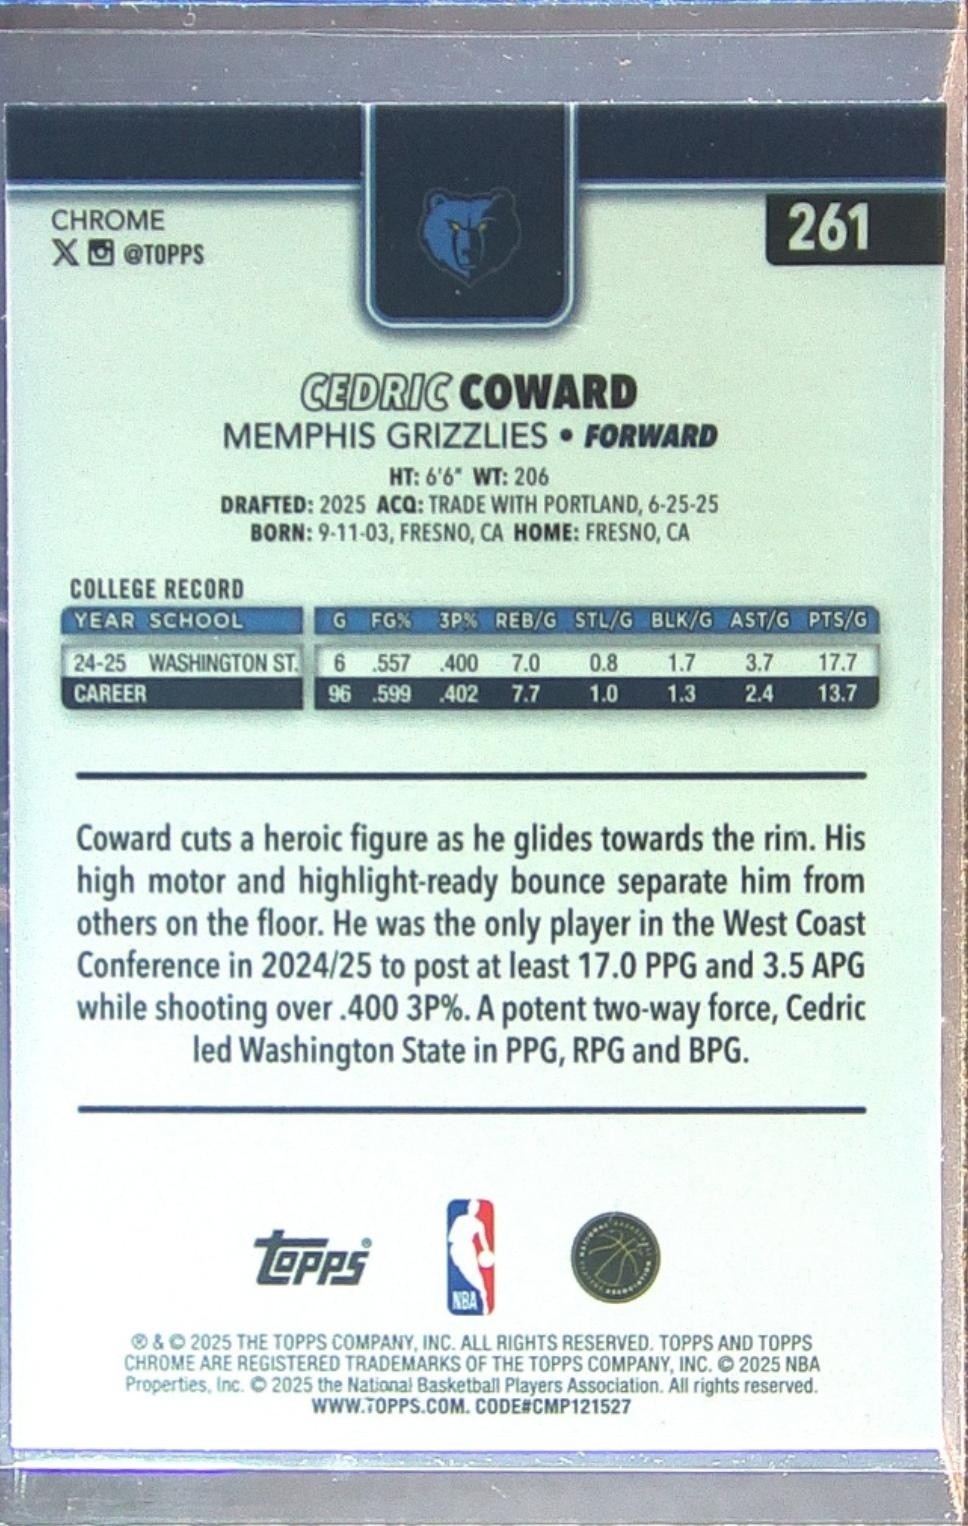 CHROME
X @TOPPS
261
CEDRIC COWARD
MEMPHIS GRIZZLIES • FORWARD
HT: 6'6" WT: 206
DRAFTED: 2025 ACQ: TRADE WITH PORTLAND, 6-25-25
BORN: 9-11-03, FRESNO, CA HOME: FRESNO, CA
COLLEGE RECORD
YEAR SCHOOL G FG% 3P% REB/G STL/G BLK/G AST/G PTS/G
24-25 WASHINGTON ST. 6 .557 .400 7.0 0.8 1.7 3.7 17.7
CAREER 96 .599 .402 7.7 1.0 1.3 2.4 13.7
Coward cuts a heroic figure as he glides towards the rim. His
high motor and highlight-ready bounce separate him from
others on the floor. He was the only player in the West Coast
Conference in 2024/25 to post at least 17.0 PPG and 3.5 APG
while shooting over .400 3P%. A potent two-way force, Cedric
led Washington State in PPG, RPG and BPG.
Topps®
NBA
® & © 2025 THE TOPPS COMPANY, INC. ALL RIGHTS RESERVED. TOPPS AND TOPPS
CHROME ARE REGISTERED TRADEMARKS OF THE TOPPS COMPANY, INC. © 2025 NBA
Properties, Inc. © 2025 the National Basketball Players Association. All rights reserved.
WWW.TOPPS.COM. CODE#CMP121527